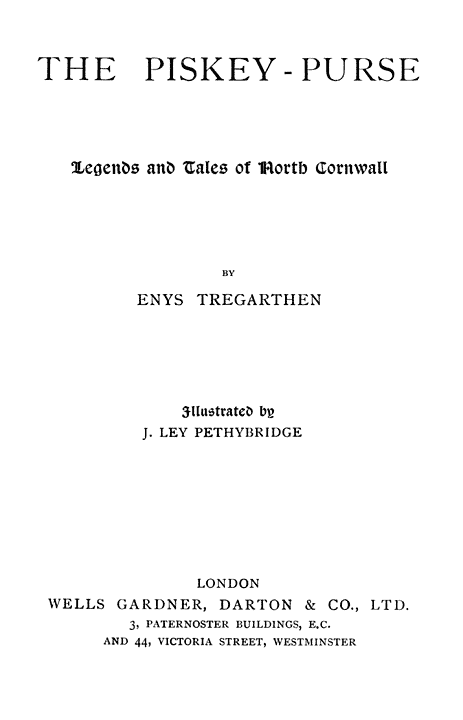 THE PISKEY-PURSE
Legends and Tales of North Cornwall
BY
ENYS TREGARTHEN
Illustrated by
J. LEY PETHYBRIDGE
LONDON
WELLS GARDNER, DARTON & CO., LTD.
3, PATERNOSTER BUILDINGS, E.C.
AND 44, VICTORIA STREET, WESTMINSTER